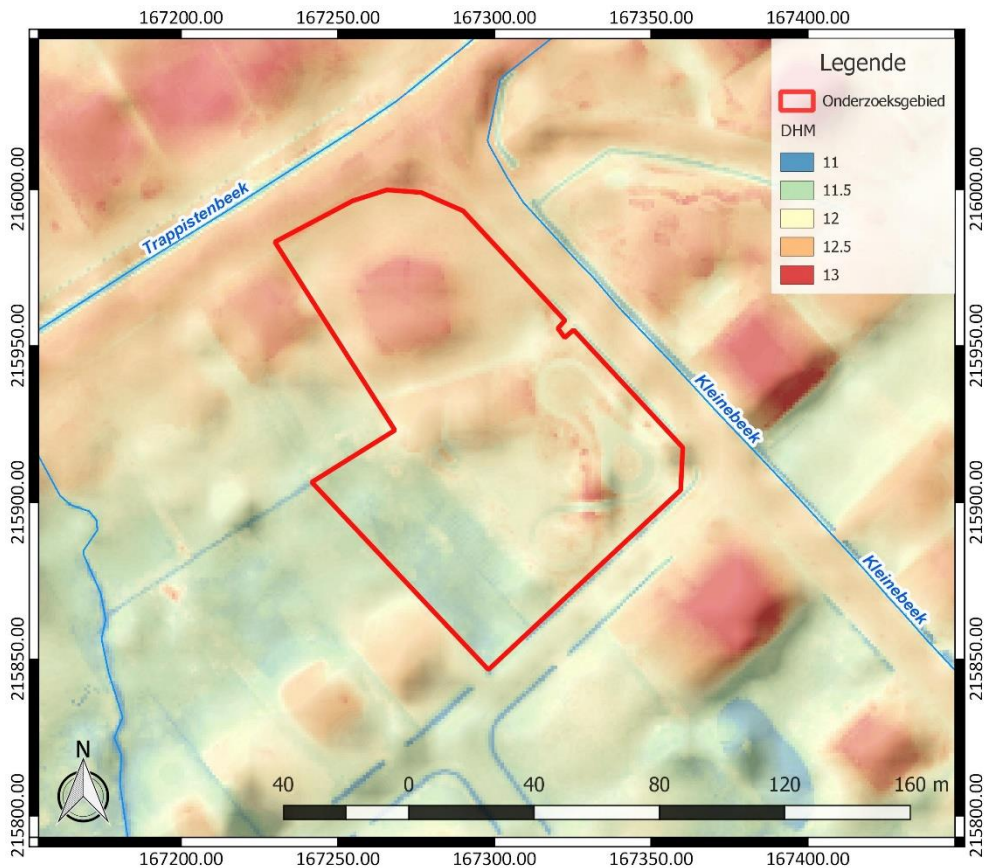 167200.00 167250.00 167300.00 167350.00 167400.00
Legende
Onderzoeksgebied
DHM
11
11.5
12
12.5
13
216000.00
215950.00
215900.00
215850.00
215800.00
216000.00
215950.00
215900.00
215850.00
215800.00
Trappistenbeek
Kleinebeek
Kleinebeek
N
40 0 40 80 120 160 m
167200.00 167250.00 167300.00 167350.00 167400.00